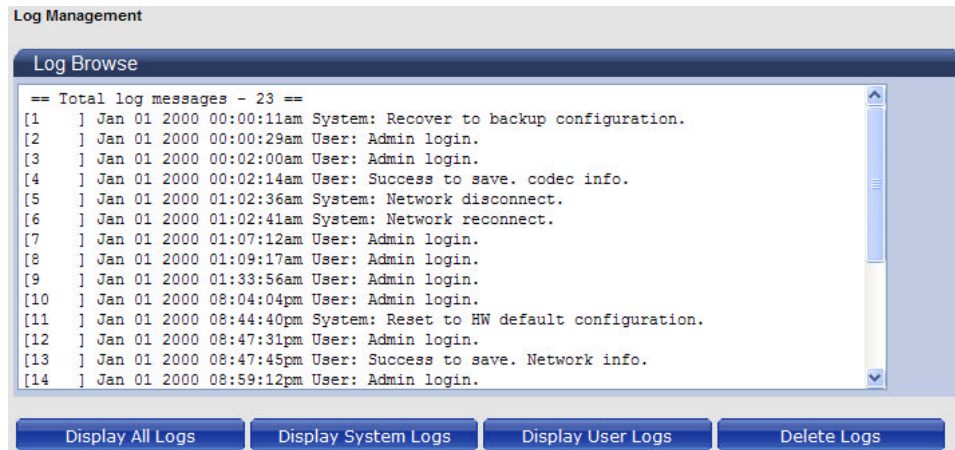 Log Management
Log Browse
== Total log messages - 23 ==
[1 ] Jan 01 2000 00:00:11am System: Recover to backup configuration.
[2 ] Jan 01 2000 00:00:29am User: Admin login.
[3 ] Jan 01 2000 00:02:00am User: Admin login.
[4 ] Jan 01 2000 00:02:14am User: Success to save. codec info.
[5 ] Jan 01 2000 01:02:36am System: Network disconnect.
[6 ] Jan 01 2000 01:02:41am System: Network reconnect.
[7 ] Jan 01 2000 01:07:12am User: Admin login.
[8 ] Jan 01 2000 01:09:17am User: Admin login.
[9 ] Jan 01 2000 01:33:56am User: Admin login.
[10 ] Jan 01 2000 08:04:04pm User: Admin login.
[11 ] Jan 01 2000 08:44:40pm System: Reset to HW default configuration.
[12 ] Jan 01 2000 08:47:31pm User: Admin login.
[13 ] Jan 01 2000 08:47:45pm User: Success to save. Network info.
[14 ] Jan 01 2000 08:59:12pm User: Admin login.
Display All Logs Display System Logs Display User Logs Delete Logs